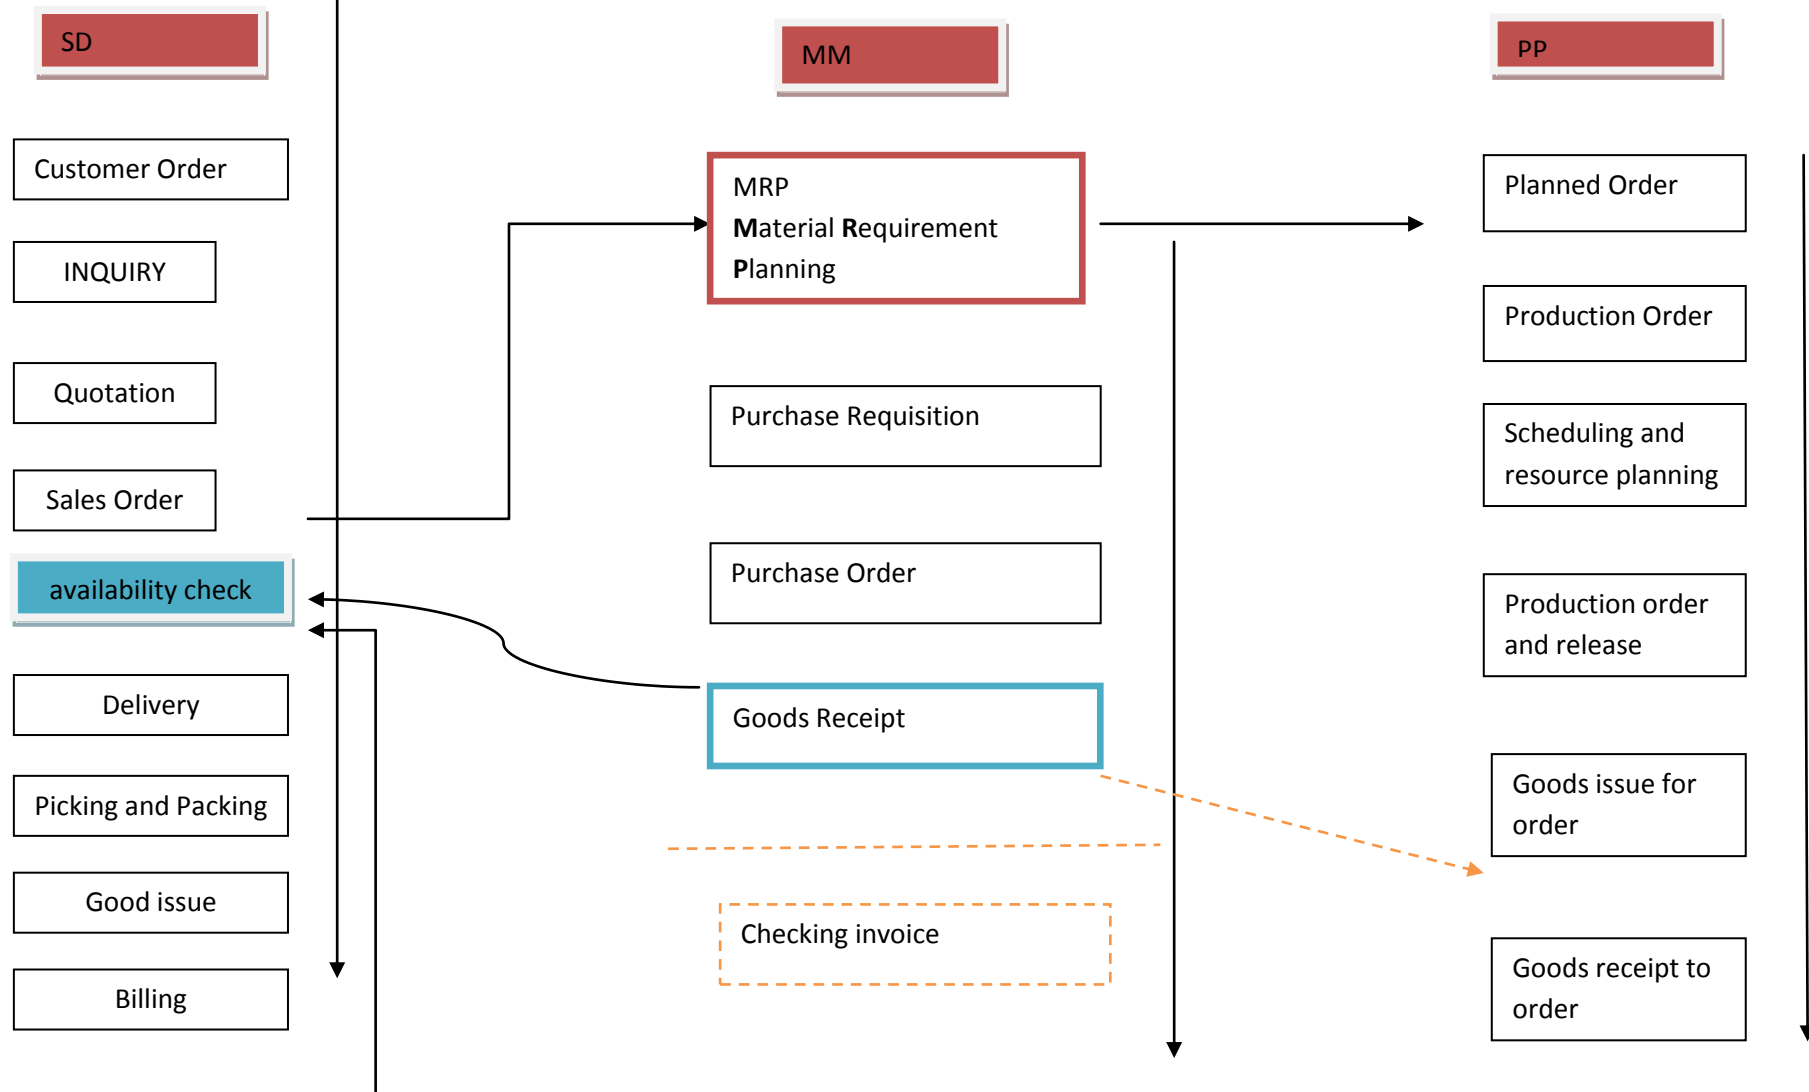 SD
Customer Order
INQUIRY
Quotation
Sales Order
availability check
Delivery
Picking and Packing
Good issue
Billing
MM
MRP
Material Requirement
Planning
Purchase Requisition
Purchase Order
Goods Receipt
Checking invoice
PP
Planned Order
Production Order
Scheduling and
resource planning
Production order
and release
Goods issue for
order
Goods receipt to
order